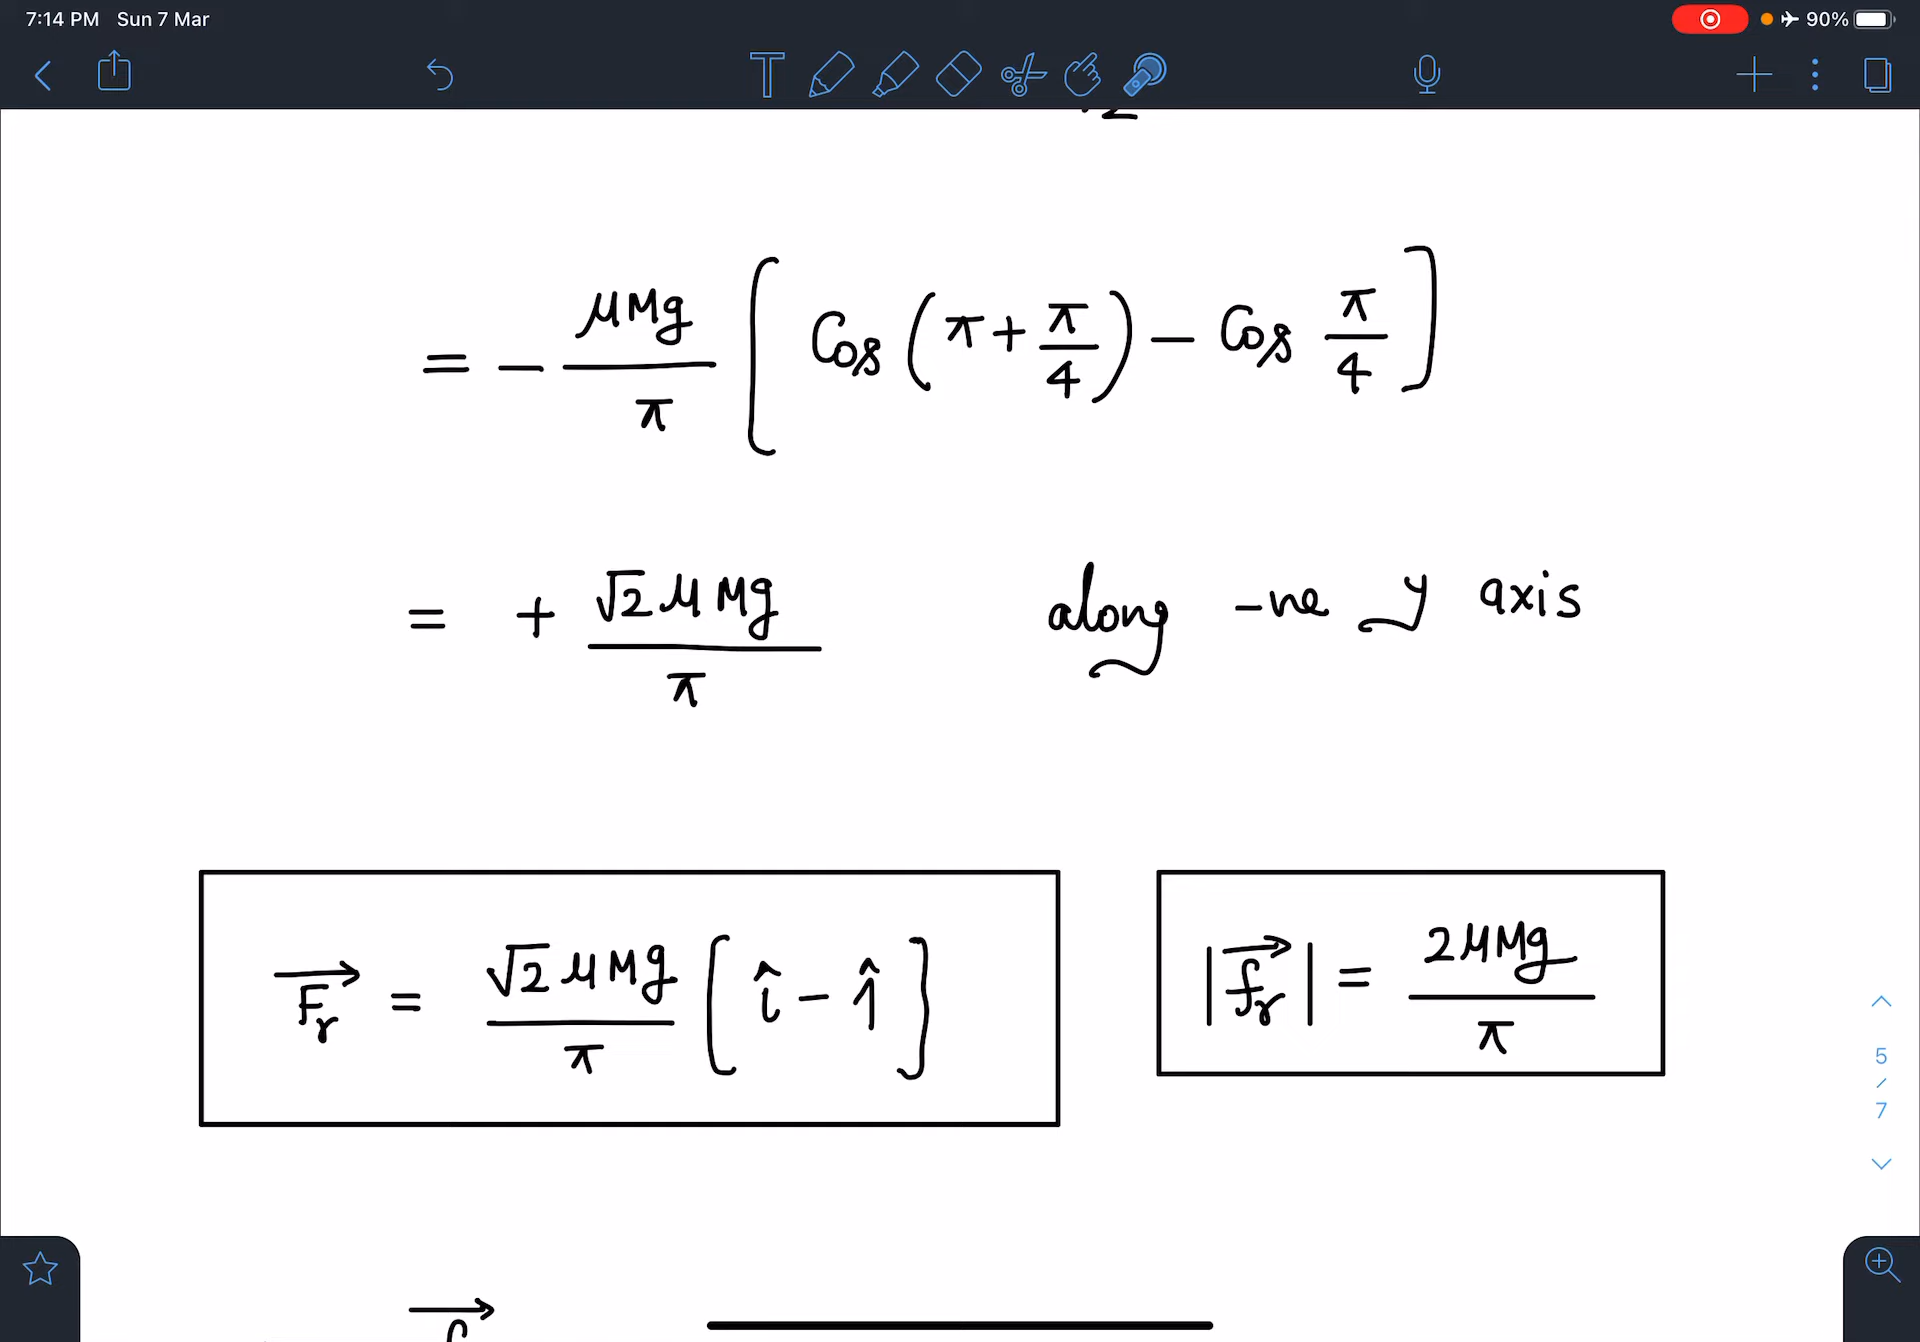 7:14 PM Sun 7 Mar 90%
T
= - μMg/π [ Cos (π + π/4) - Cos π/4 ]
= + √2 μMg/π along -ve y axis
F⃗r = √2 μMg/π [ î - ĵ ]
|f⃗r| = 2μMg/π
5
/
7